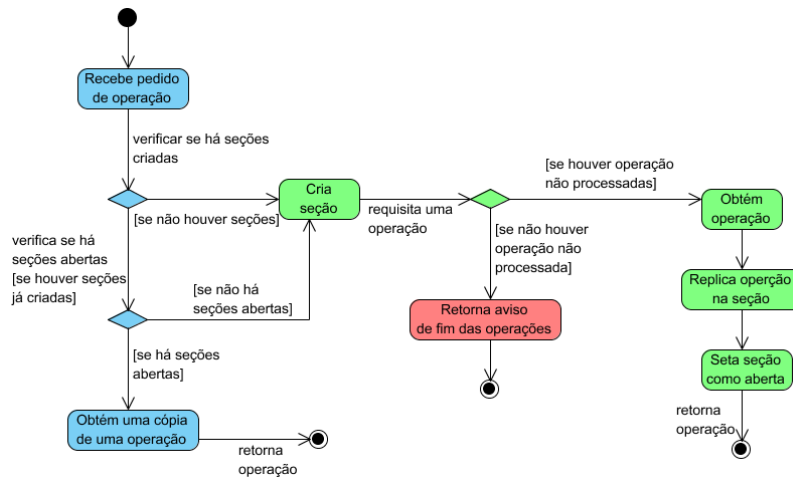 Recebe pedido
de operação
verificar se há seções
criadas
[se não houver seções]
Cria
seção
requisita uma
operação
[se houver operação
não processadas]
Obtém
operação
verifica se há
seções abertas
[se houver seções
já criadas]
[se não há
seções abertas]
[se não houver
operação não
processada]
Replica operção
na seção
Retorna aviso
de fim das operações
[se há seções
abertas]
Seta seção
como aberta
Obtém uma cópia
de uma operação
retorna
operação
retorna
operação